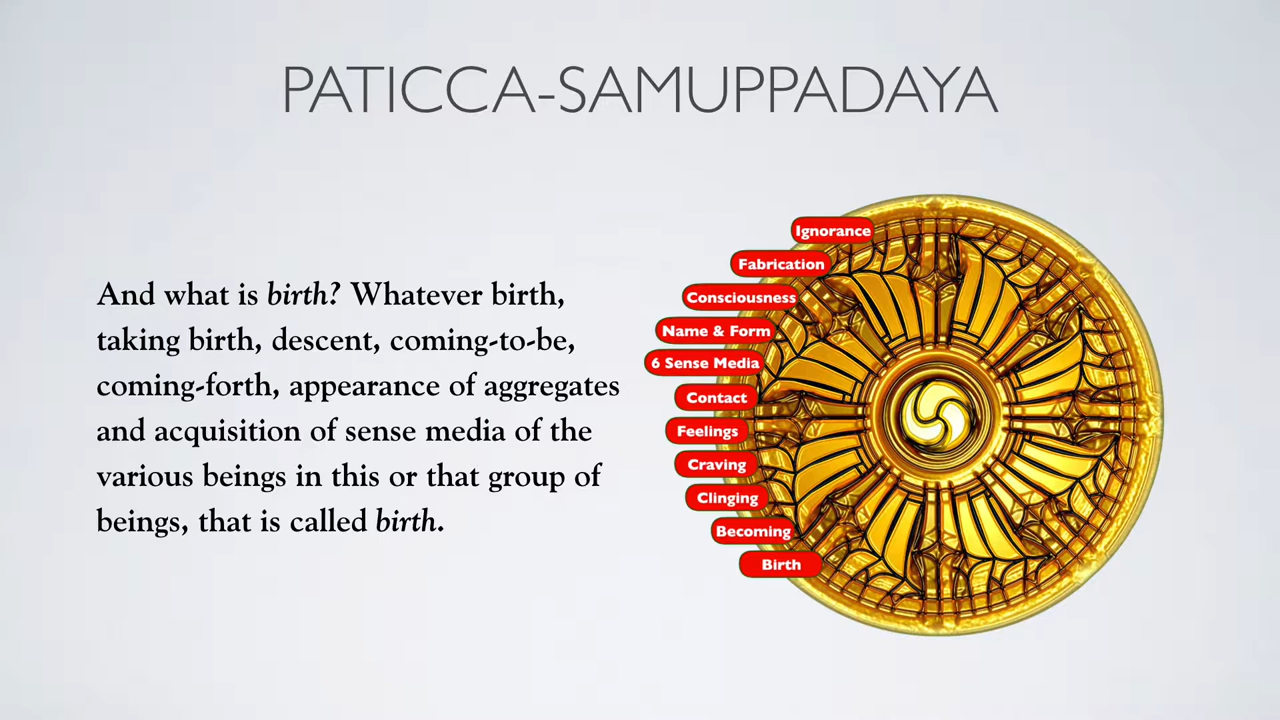 PATICCA-SAMUPPADAYA
And what is birth? Whatever birth,
taking birth, descent, coming-to-be,
coming-forth, appearance of aggregates
and acquisition of sense media of the
various beings in this or that group of
beings, that is called birth.
Ignorance
Fabrication
Consciousness
Name & Form
6 Sense Media
Contact
Feelings
Craving
Clinging
Becoming
Birth